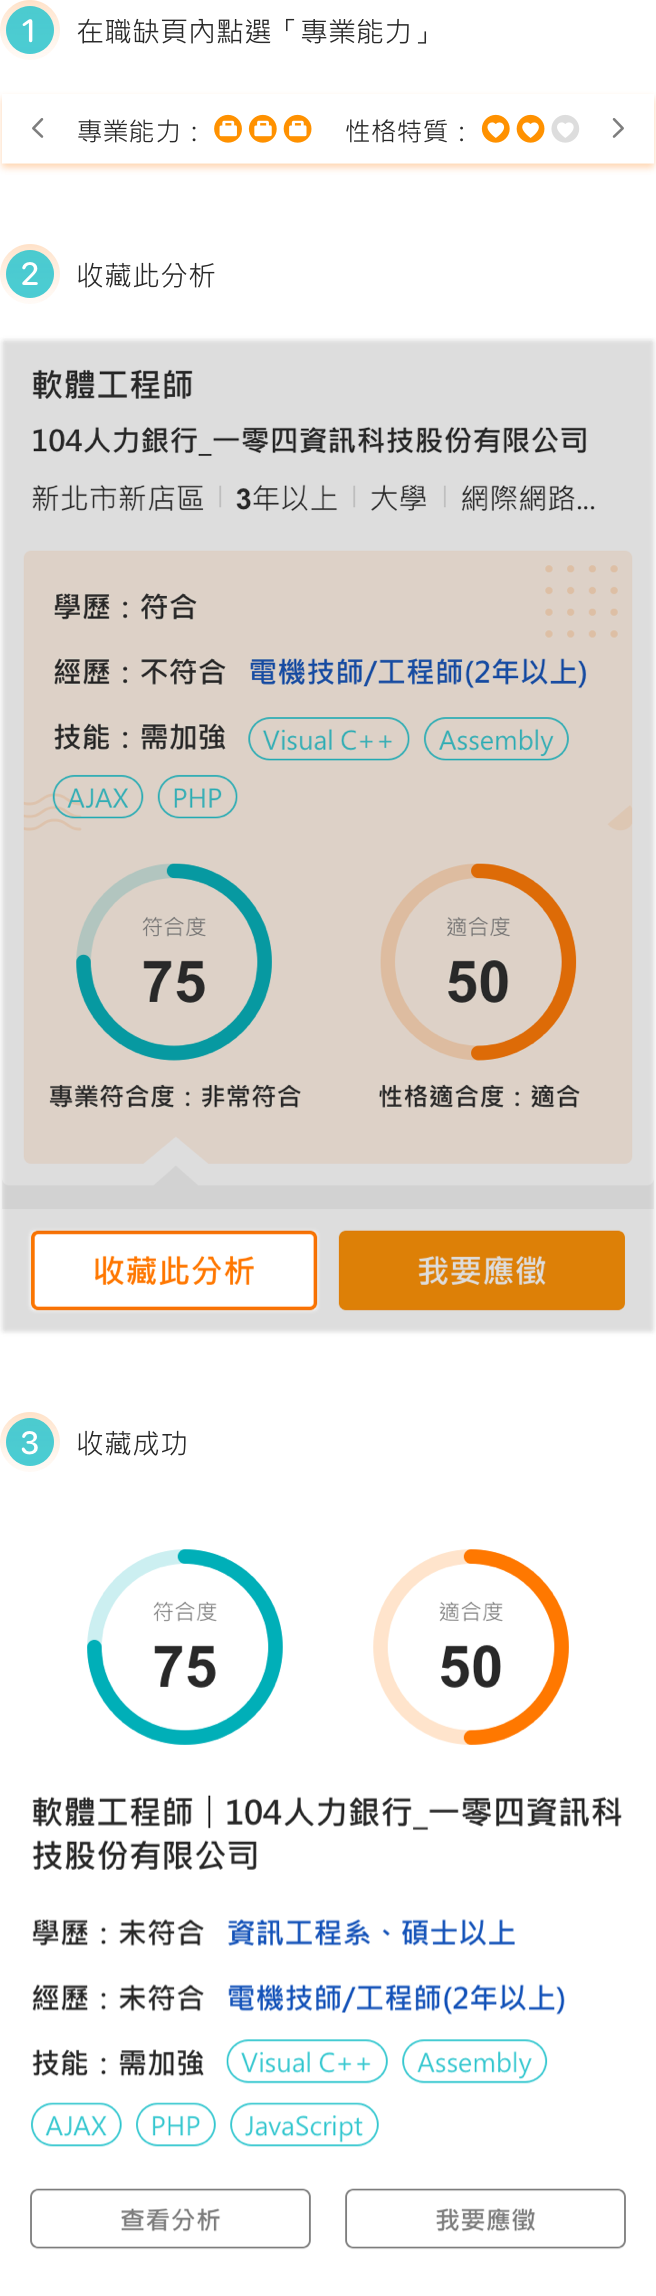 1 在職缺頁內點選「專業能力」
專業能力： 性格特質：
2 收藏此分析
軟體工程師
104人力銀行_一零四資訊科技股份有限公司
新北市新店區 3年以上 大學 網際網路...
學歷：符合
經歷：不符合 電機技師/工程師(2年以上)
技能：需加強 Visual C++ Assembly
AJAX PHP
符合度 適合度
75 50
專業符合度：非常符合 性格適合度：適合
收藏此分析 我要應徵
3 收藏成功
符合度 適合度
75 50
軟體工程師｜104人力銀行_一零四資訊科
技股份有限公司
學歷：未符合 資訊工程系、碩士以上
經歷：未符合 電機技師/工程師(2年以上)
技能：需加強 Visual C++ Assembly
AJAX PHP JavaScript
查看分析 我要應徵